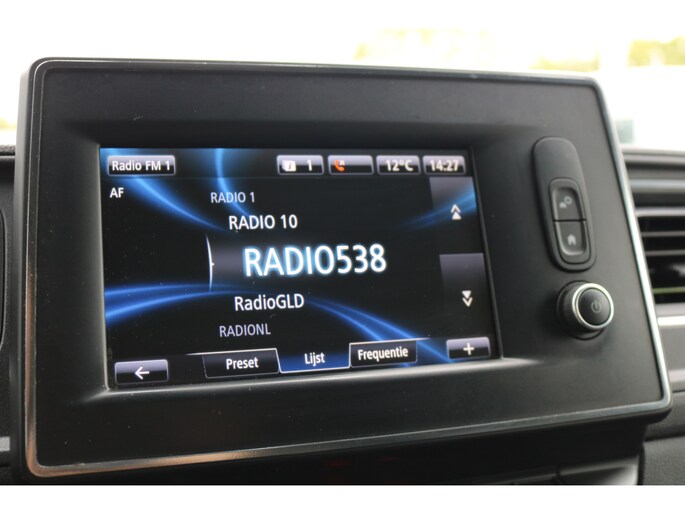 Radio FM 1
1
12°C
14:27
AF
RADIO 1
RADIO 10
RADIO538
RadioGLD
RADIONL
Preset
Lijst
Frequentie
+